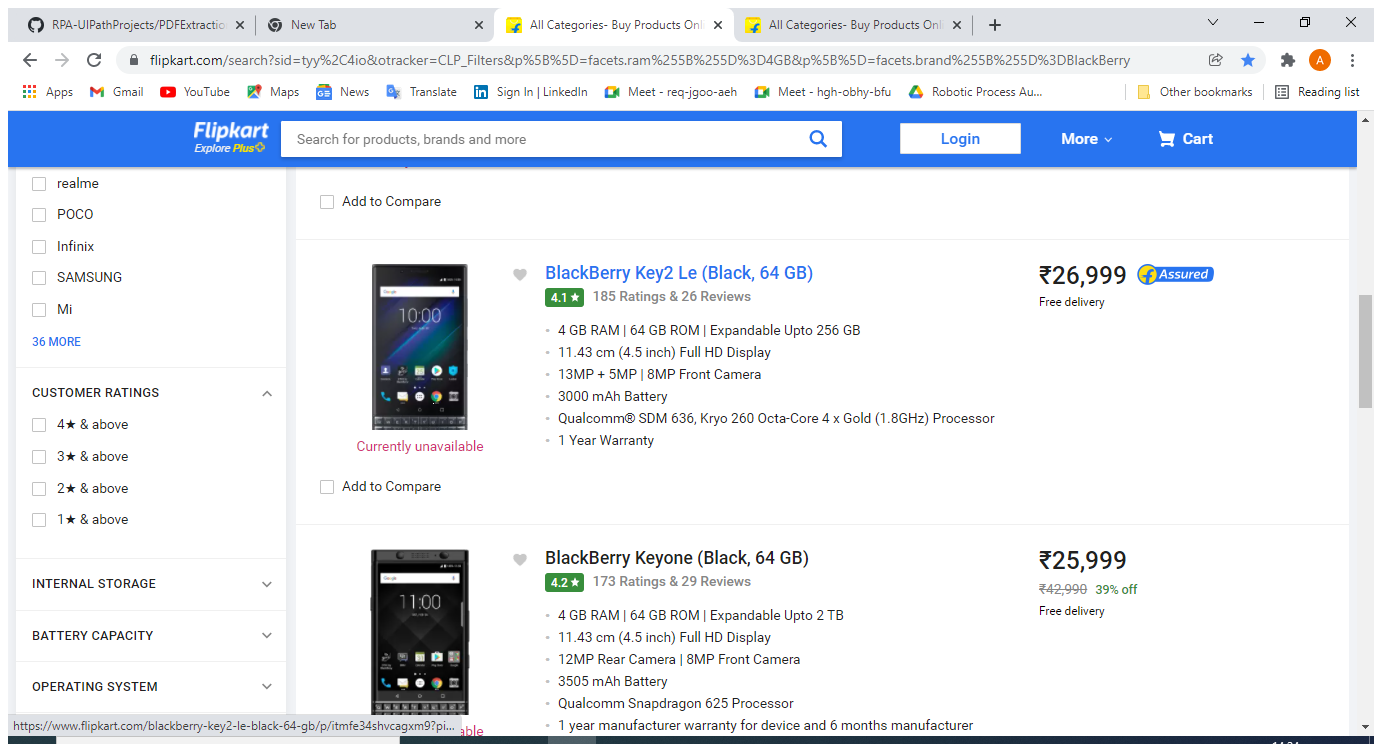 RPA-UIPathProjects/PDFExtractio
New Tab
All Categories- Buy Products Onl
All Categories- Buy Products Onl
flipkart.com/search?sid=tyy%2C4io&otracker=CLP_Filters&p%5B%5D=facets.ram%255B%255D%3D4GB&p%5B%5D=facets.brand%255B%255D%3DBlackBerry
A
Apps
Gmail
YouTube
Maps
News
Translate
Sign In | LinkedIn
Meet - req-jgoo-aeh
Meet - hgh-obhy-bfu
Robotic Process Au...
Other bookmarks
Reading list
Flipkart
Explore Plus
Search for products, brands and more
Login
More
Cart
realme
POCO
Infinix
SAMSUNG
Mi
36 MORE
CUSTOMER RATINGS
4★ & above
3★ & above
2★ & above
1★ & above
INTERNAL STORAGE
BATTERY CAPACITY
OPERATING SYSTEM
Add to Compare
10:00
Currently unavailable
BlackBerry Key2 Le (Black, 64 GB)
4.1★ 185 Ratings & 26 Reviews
4 GB RAM | 64 GB ROM | Expandable Upto 256 GB
11.43 cm (4.5 inch) Full HD Display
13MP + 5MP | 8MP Front Camera
3000 mAh Battery
Qualcomm® SDM 636, Kryo 260 Octa-Core 4 x Gold (1.8GHz) Processor
1 Year Warranty
₹26,999
Assured
Free delivery
Add to Compare
11:00
BlackBerry Keyone (Black, 64 GB)
4.2★ 173 Ratings & 29 Reviews
4 GB RAM | 64 GB ROM | Expandable Upto 2 TB
11.43 cm (4.5 inch) Full HD Display
12MP Rear Camera | 8MP Front Camera
3505 mAh Battery
Qualcomm Snapdragon 625 Processor
1 year manufacturer warranty for device and 6 months manufacturer
₹25,999
₹42,990 39% off
Free delivery
https://www.flipkart.com/blackberry-key2-le-black-64-gb/p/itmfe34shvcagxm9?pi...